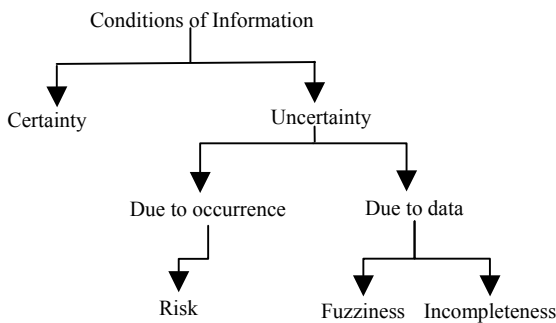 Conditions of Information
Certainty
Uncertainty
Due to occurrence
Due to data
Risk
Fuzziness
Incompleteness